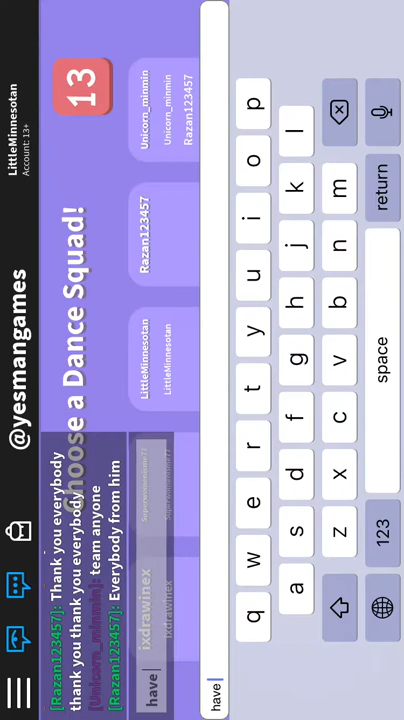 @yesmangames
LittleMinnesotan
Account: 13+
Choose a Dance Squad!
13
[Razan123457]: Thank you everybody
thank you thank you everybody
[Unicorn_minmin]: team anyone
[Razan123457]: Everybody from him
have
ixdrawinex
ixdrawinex
LittleMinnesotan
LittleMinnesotan
Razan123457
Unicorn_minmin
Unicorn_minmin
Razan123457
have
q w e r t y u i o p
a s d f g h j k l
z x c v b n m
123 space return